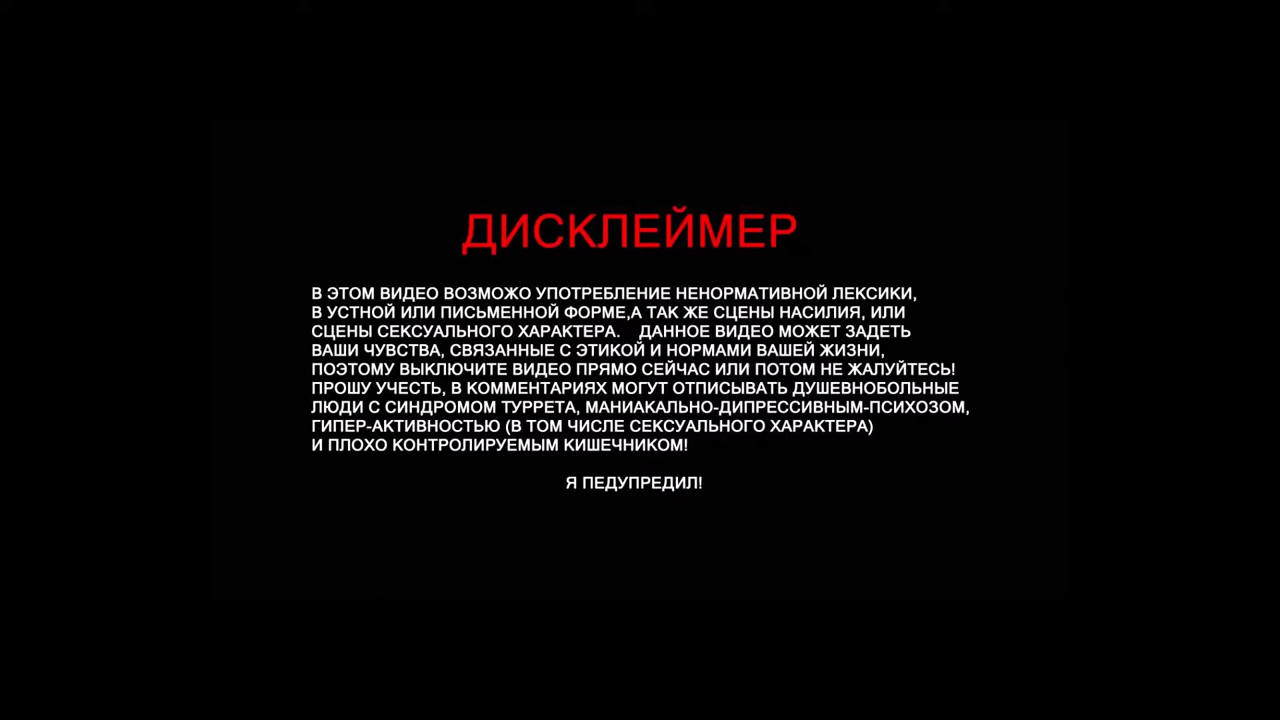 ДИСКЛЕЙМЕР
В ЭТОМ ВИДЕО ВОЗМОЖО УПОТРЕБЛЕНИЕ НЕНОРМАТИВНОЙ ЛЕКСИКИ,
В УСТНОЙ ИЛИ ПИСЬМЕННОЙ ФОРМЕ,А ТАК ЖЕ СЦЕНЫ НАСИЛИЯ, ИЛИ
СЦЕНЫ СЕКСУАЛЬНОГО ХАРАКТЕРА. ДАННОЕ ВИДЕО МОЖЕТ ЗАДЕТЬ
ВАШИ ЧУВСТВА, СВЯЗАННЫЕ С ЭТИКОЙ И НОРМАМИ ВАШЕЙ ЖИЗНИ,
ПОЭТОМУ ВЫКЛЮЧИТЕ ВИДЕО ПРЯМО СЕЙЧАС ИЛИ ПОТОМ НЕ ЖАЛУЙТЕСЬ!
ПРОШУ УЧЕСТЬ, В КОММЕНТАРИЯХ МОГУТ ОТПИСЫВАТЬ ДУШЕВНОБОЛЬНЫЕ
ЛЮДИ С СИНДРОМОМ ТУРРЕТА, МАНИАКАЛЬНО-ДИПРЕССИВНЫМ-ПСИХОЗОМ,
ГИПЕР-АКТИВНОСТЬЮ (В ТОМ ЧИСЛЕ СЕКСУАЛЬНОГО ХАРАКТЕРА)
И ПЛОХО КОНТРОЛИРУЕМЫМ КИШЕЧНИКОМ!
Я ПЕДУПРЕДИЛ!